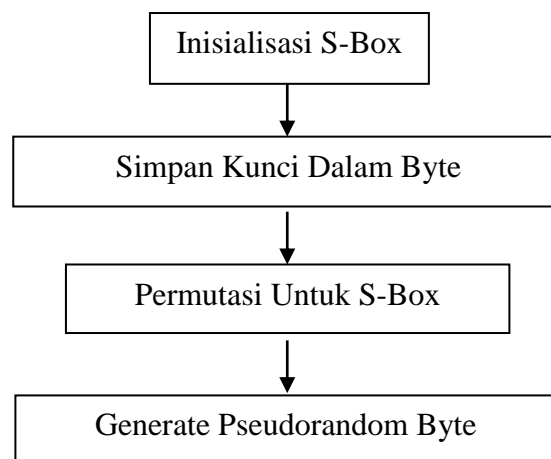 Inisialisasi S-Box
Simpan Kunci Dalam Byte
Permutasi Untuk S-Box
Generate Pseudorandom Byte